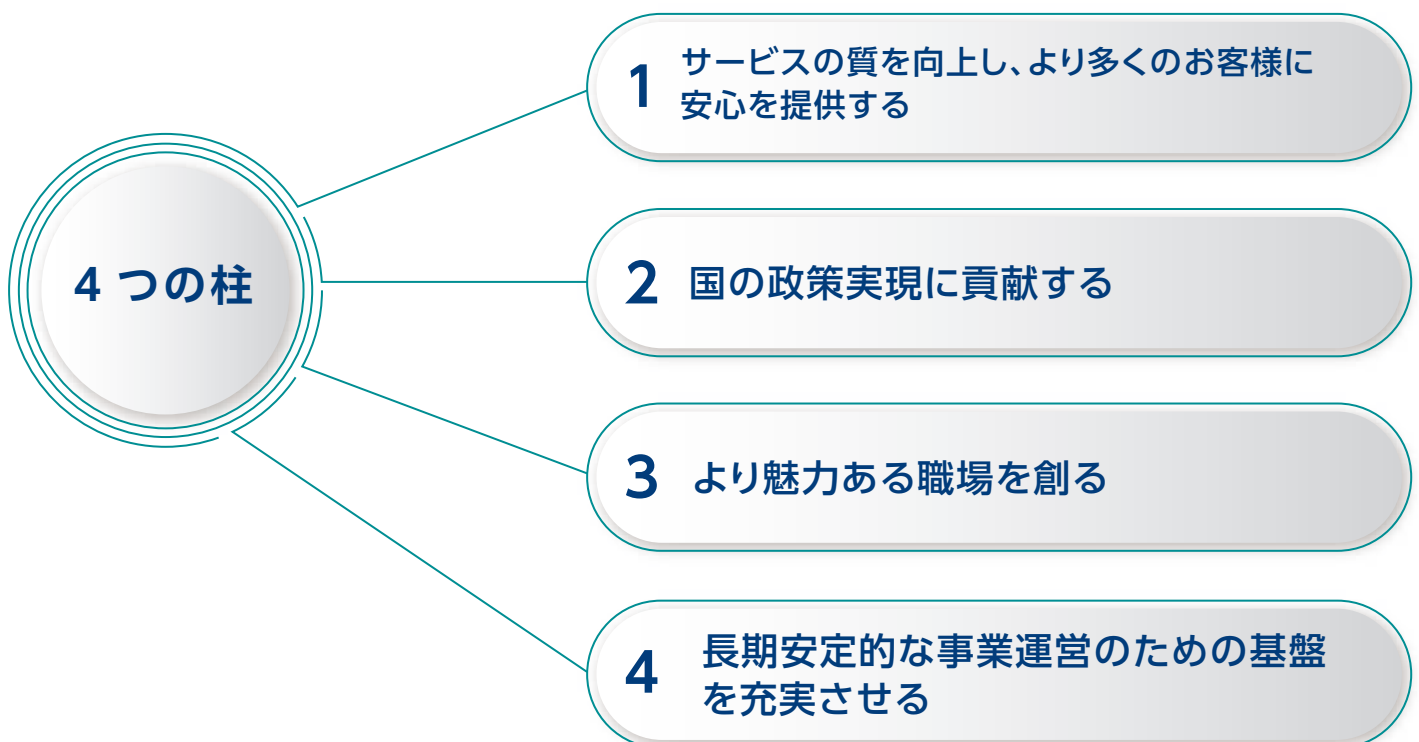 4 つの柱
1 サービスの質を向上し、より多くのお客様に
安心を提供する
2 国の政策実現に貢献する
3 より魅力ある職場を創る
4 長期安定的な事業運営のための基盤
を充実させる